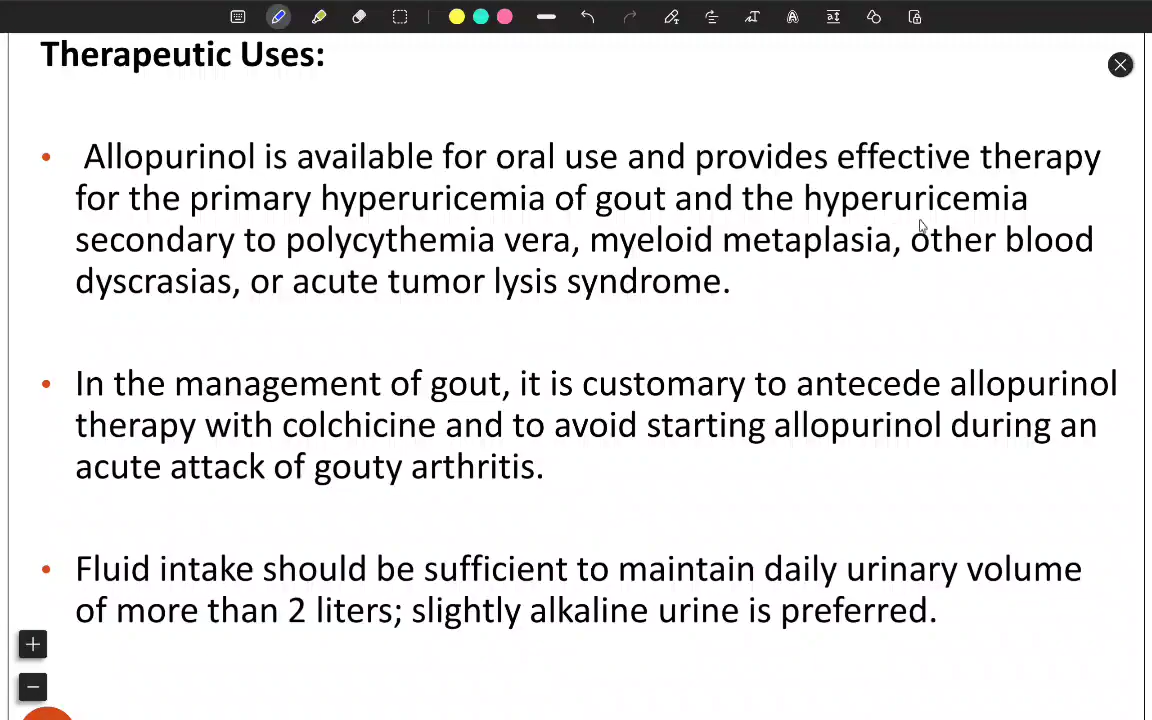 Therapeutic Uses:
• Allopurinol is available for oral use and provides effective therapy
for the primary hyperuricemia of gout and the hyperuricemia
secondary to polycythemia vera, myeloid metaplasia, other blood
dyscrasias, or acute tumor lysis syndrome.
• In the management of gout, it is customary to antecede allopurinol
therapy with colchicine and to avoid starting allopurinol during an
acute attack of gouty arthritis.
• Fluid intake should be sufficient to maintain daily urinary volume
of more than 2 liters; slightly alkaline urine is preferred.